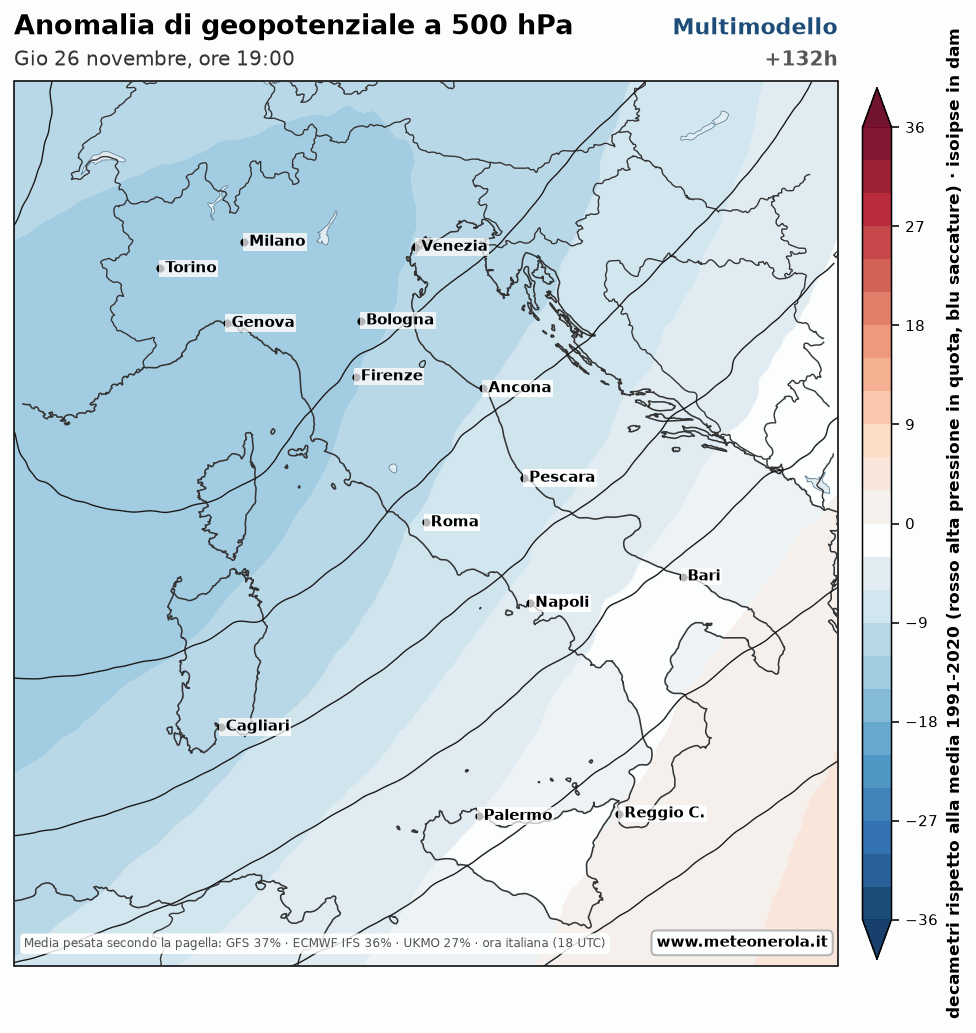 Anomalia di geopotenziale a 500 hPa
Multimodello
Gio 26 novembre, ore 19:00
+132h
Milano
Venezia
Torino
Genova
Bologna
Firenze
Ancona
Pescara
Roma
Bari
Napoli
Cagliari
Palermo
Reggio C.
36
27
18
9
0
−9
−18
−27
−36
decametri rispetto alla media 1991-2020 (rosso alta pressione in quota, blu saccature) · isoipse in dam
Media pesata secondo la pagella: GFS 37% · ECMWF IFS 36% · UKMO 27% · ora italiana (18 UTC)
www.meteonerola.it